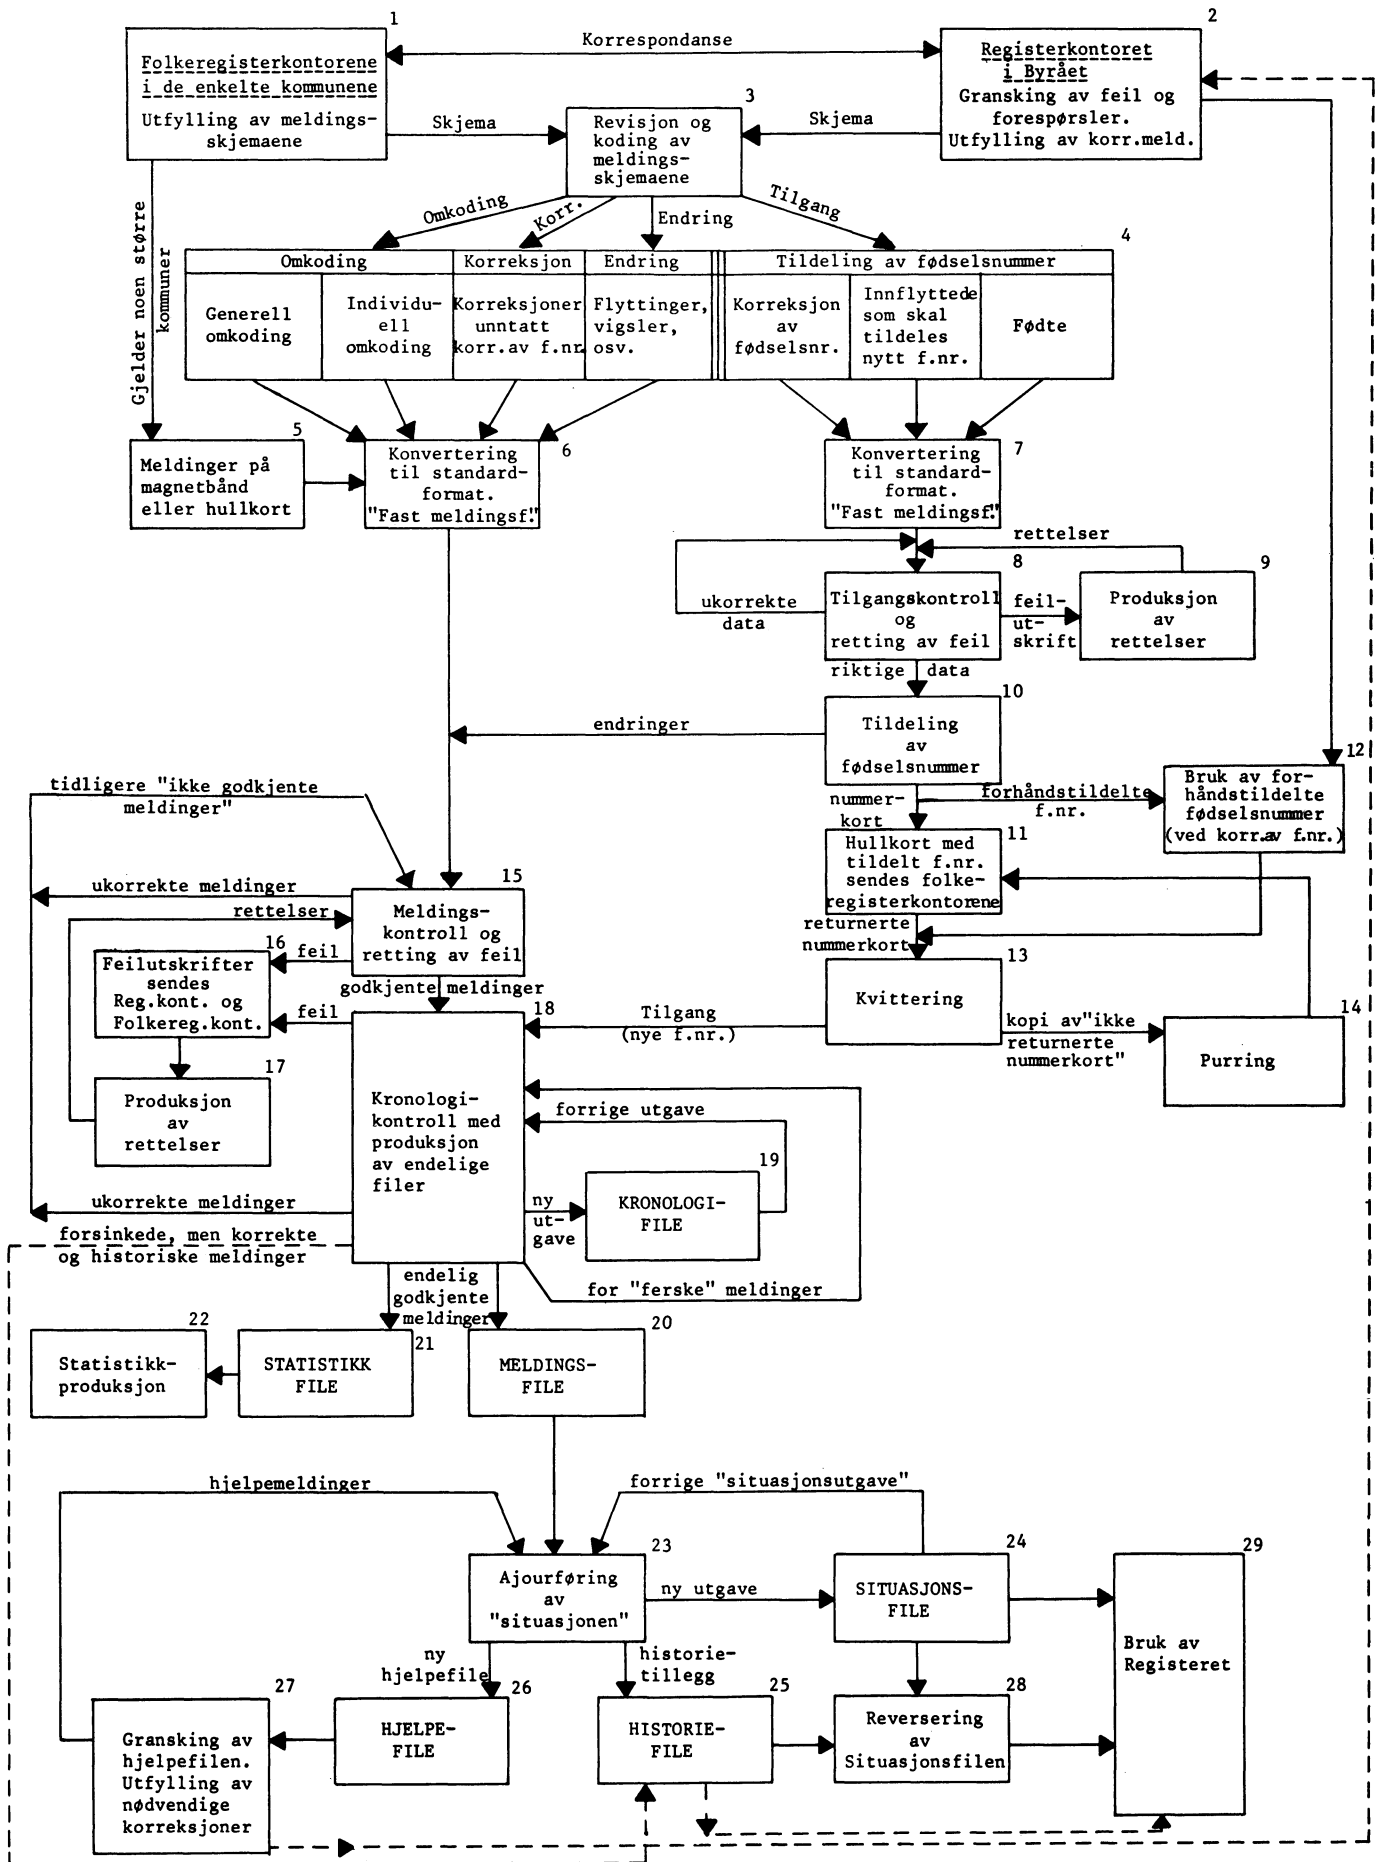 1
2
Folkeregisterkontorene
i de enkelte kommunene
Utfylling av meldings-
skjemaene
Korrespondanse
Registerkontoret
i Byrået
Gransking av feil og
forespørsler.
Utfylling av korr.meld.
3
Skjema
Revisjon og
koding av
meldings-
skjemaene
Skjema
Omkoding
Korr.
Endring
Tilgang
Gjelder noen større
kommuner
4
Omkoding
Korreksjon
Endring
Tildeling av fødselsnummer
Generell
omkoding
Individu-
ell
omkoding
Korreksjoner
unntatt
korr.av f.nr.
Flyttinger,
vigsler,
osv.
Korreksjon
av
fødselsnr.
Innflyttede
som skal
tildeles
nytt f.nr.
Fødte
5
Meldinger på
magnetbånd
eller hullkort
6
Konvertering
til standard-
format.
"Fast meldingsf."
7
Konvertering
til standard-
format.
"Fast meldingsf."
rettelser
8
ukorrekte
data
Tilgangskontroll
og
retting av feil
feil-
ut-
skrift
9
Produksjon
av
rettelser
riktige data
10
endringer
Tildeling
av
fødselsnummer
12
nummer-
kort
forhåndstildelte
f.nr.
Bruk av for-
håndstildelte
fødselsnummer
(ved korr.av f.nr.)
tidligere "ikke godkjente
meldinger"
11
Hullkort med
tildelt f.nr.
sendes folke-
registerkontorene
ukorrekte meldinger
rettelser
15
Meldings-
kontroll og
retting av feil
returnerte
nummerkort
16
Feilutskrifter
sendes
Reg.kont. og
Folkereg.kont.
feil
feil
godkjente meldinger
13
Kvittering
18
Tilgang
(nye f.nr.)
kopi av"ikke
returnerte
nummerkort"
14
Purring
17
Produksjon
av
rettelser
Kronologi-
kontroll med
produksjon
av endelige
filer
forrige utgave
19
KRONOLOGI-
FILE
ny
ut-
gave
ukorrekte meldinger
forsinkede, men korrekte
og historiske meldinger
for "ferske" meldinger
endelig
godkjente
meldinger
22
Statistikk-
produksjon
21
STATISTIKK
FILE
20
MELDINGS-
FILE
hjelpemeldinger
forrige "situasjonsutgave"
23
Ajourføring
av
"situasjonen"
ny utgave
24
SITUASJONS-
FILE
29
Bruk av
Registeret
ny
hjelpefile
historie-
tillegg
27
Gransking av
hjelpefilen.
Utfylling av
nødvendige
korreksjoner
26
HJELPE-
FILE
25
HISTORIE-
FILE
28
Reversering
av
Situasjonsfilen